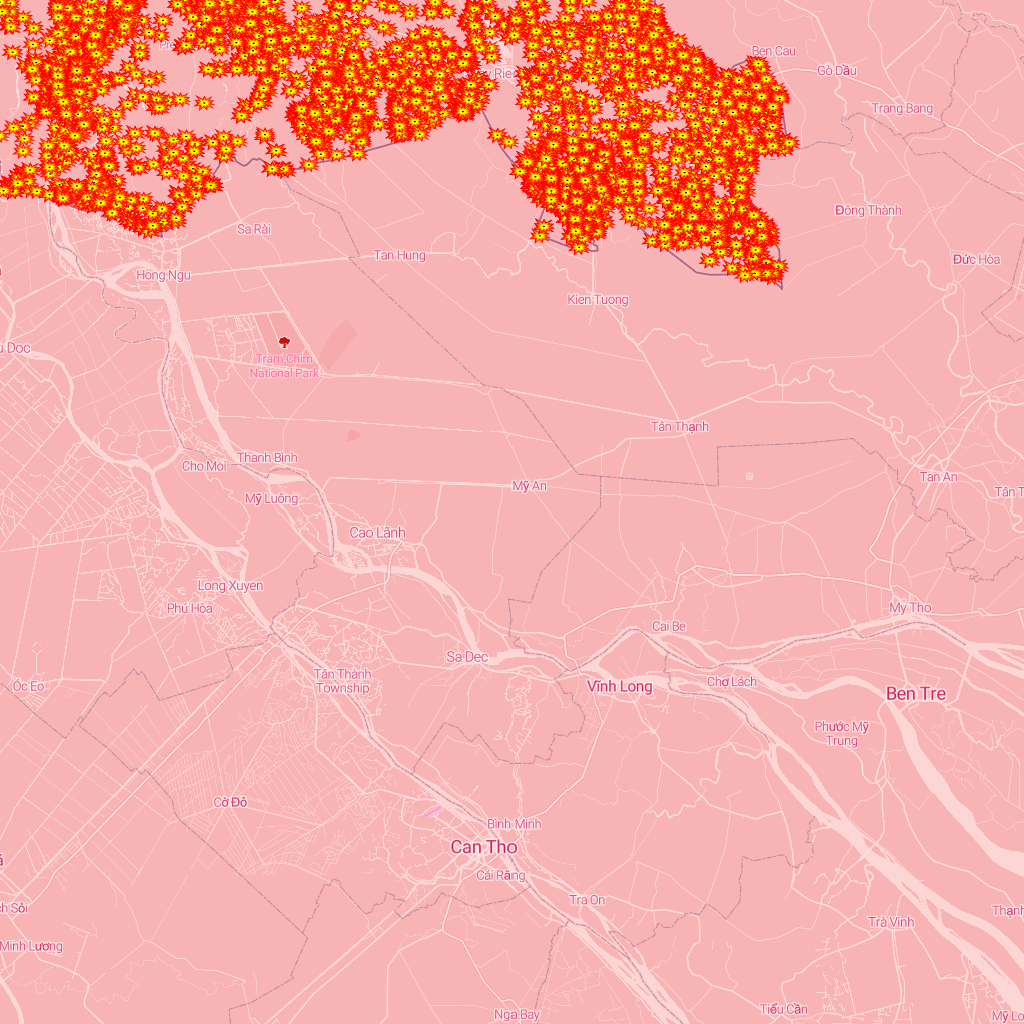 Ben Cau
Gò Dầu
Trang Bang
Đông Thành
Sa Rài
Tan Hung
Đức Hòa
Hong Ngu
Kien Tuong
Tram Chim
National Park
Tân Thạnh
Thanh Bình
Cho Moi
Tan An
Mỹ An
Mỹ Luông
Cao Lãnh
Long Xuyen
Phú Hòa
My Tho
Cai Be
Sa Dec
Tân Thành
Township
Chợ Lách
Óc Eo
Vĩnh Long
Ben Tre
Phước Mỹ
Trung
Cờ Đỏ
Bình Minh
Can Tho
Cái Răng
Tra On
Trà Vinh
Minh Lương
Tiểu Cần
Nga Bay